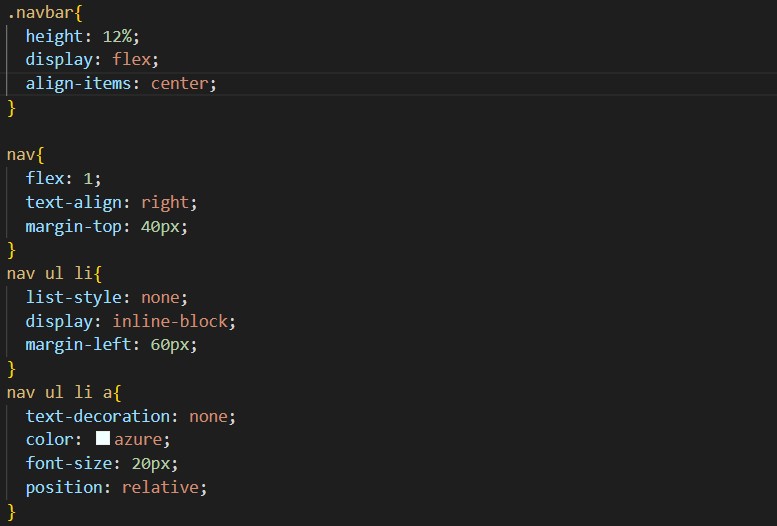 .navbar{
  height: 12%;
  display: flex;
  align-items: center;
}

nav{
  flex: 1;
  text-align: right;
  margin-top: 40px;
}
nav ul li{
  list-style: none;
  display: inline-block;
  margin-left: 60px;
}
nav ul li a{
  text-decoration: none;
  color: azure;
  font-size: 20px;
  position: relative;
}